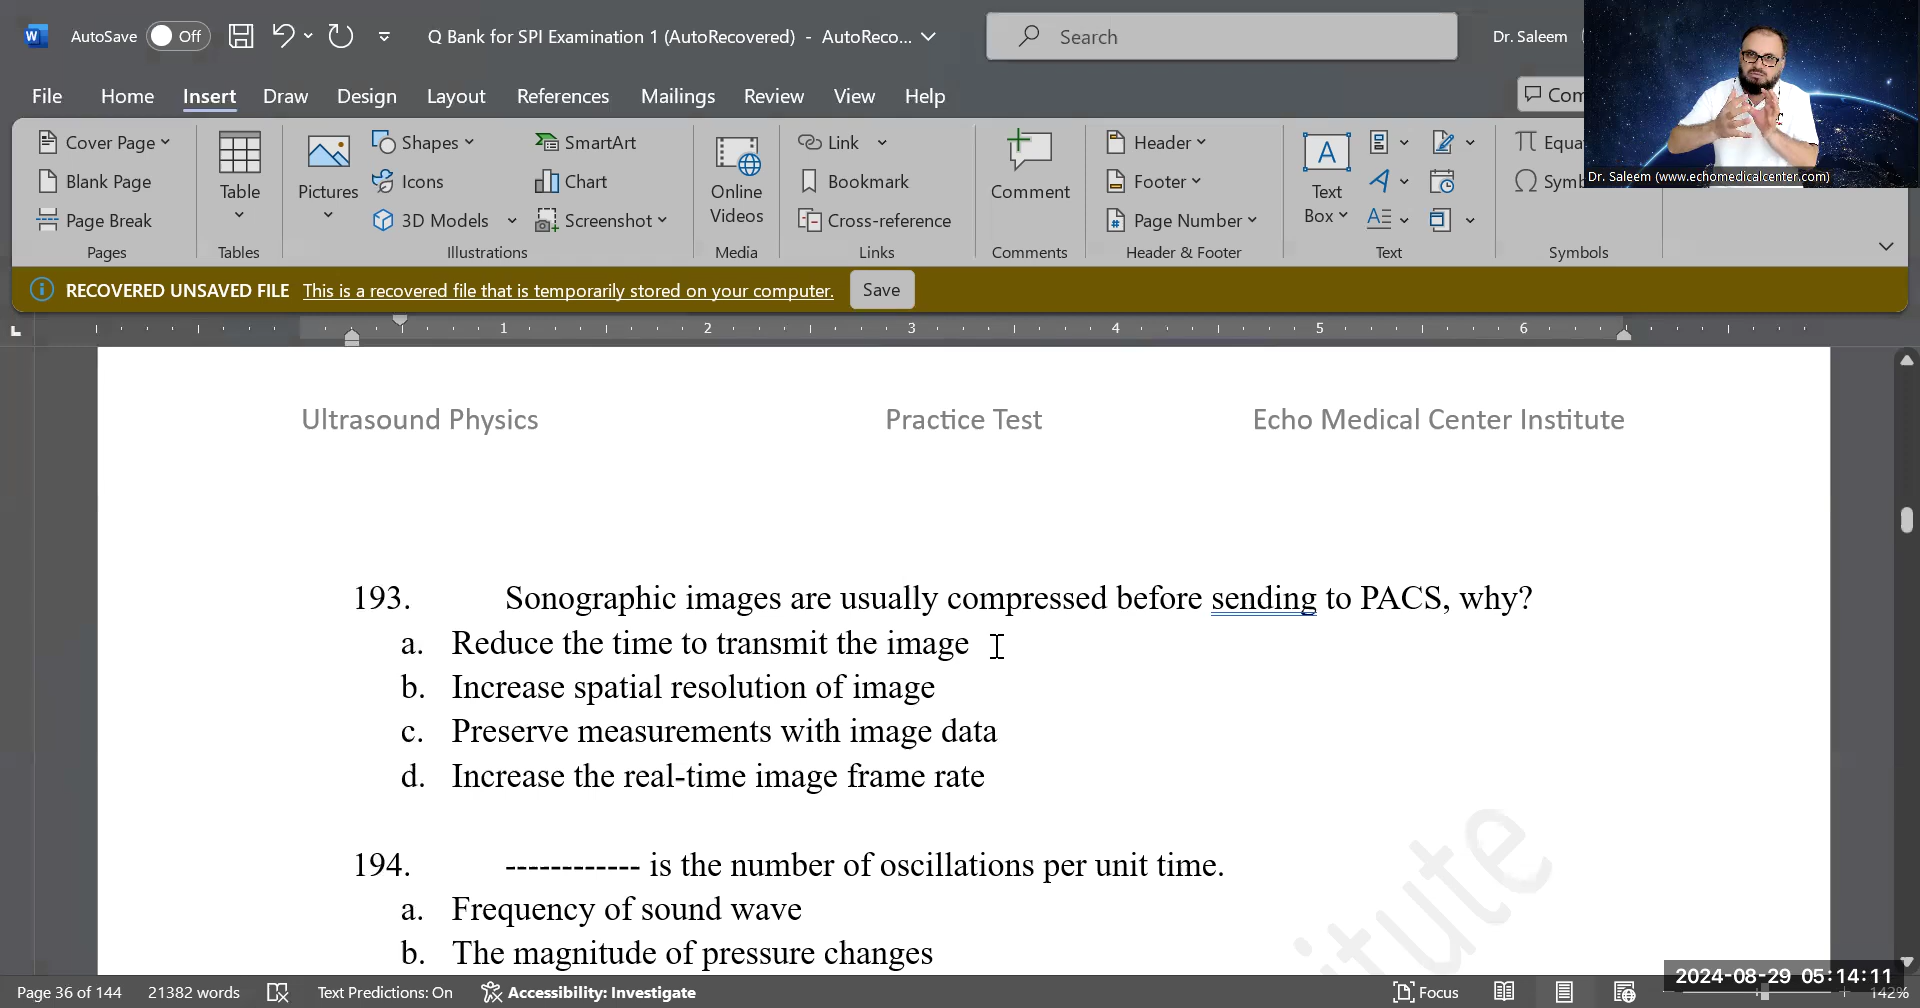 AutoSave Off Q Bank for SPI Examination 1 (AutoRecovered) - AutoReco... Search Dr. Saleem
File Home Insert Draw Design Layout References Mailings Review View Help
Dr. Saleem (www.echomedicalcenter.com)
Cover Page
Blank Page
Page Break
Pages
Table
Tables
Pictures
Shapes
Icons
3D Models
SmartArt
Chart
Screenshot
Illustrations
Online
Videos
Media
Link
Bookmark
Cross-reference
Links
Comment
Comments
Header
Footer
Page Number
Header & Footer
Text
Box
Text
Symbols
RECOVERED UNSAVED FILE This is a recovered file that is temporarily stored on your computer. Save
1 2 3 4 5 6
Ultrasound Physics Practice Test Echo Medical Center Institute
193. Sonographic images are usually compressed before sending to PACS, why?
a. Reduce the time to transmit the image
b. Increase spatial resolution of image
c. Preserve measurements with image data
d. Increase the real-time image frame rate
194. ------------ is the number of oscillations per unit time.
a. Frequency of sound wave
b. The magnitude of pressure changes
Page 36 of 144 21382 words Text Predictions: On Accessibility: Investigate Focus 142%
2024-08-29 05:14:11